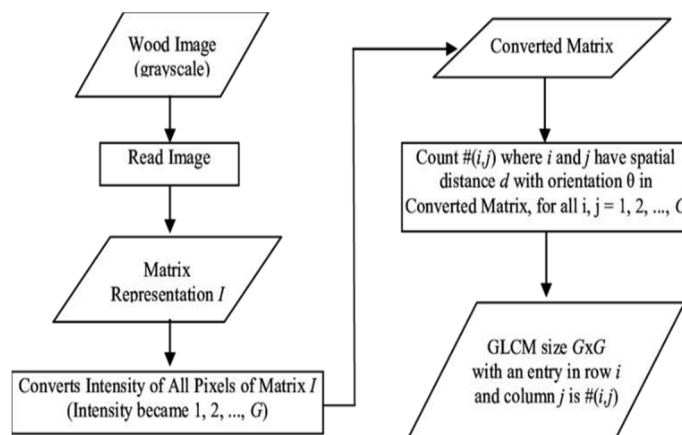 Wood Image
(grayscale)
Read Image
Matrix
Representation I
Converts Intensity of All Pixels of Matrix I
(Intensity became 1, 2, ..., G)
Converted Matrix
Count #(i,j) where i and j have spatial
distance d with orientation θ in
Converted Matrix, for all i, j = 1, 2, ..., G
GLCM size GxG
with an entry in row i
and column j is #(i,j)